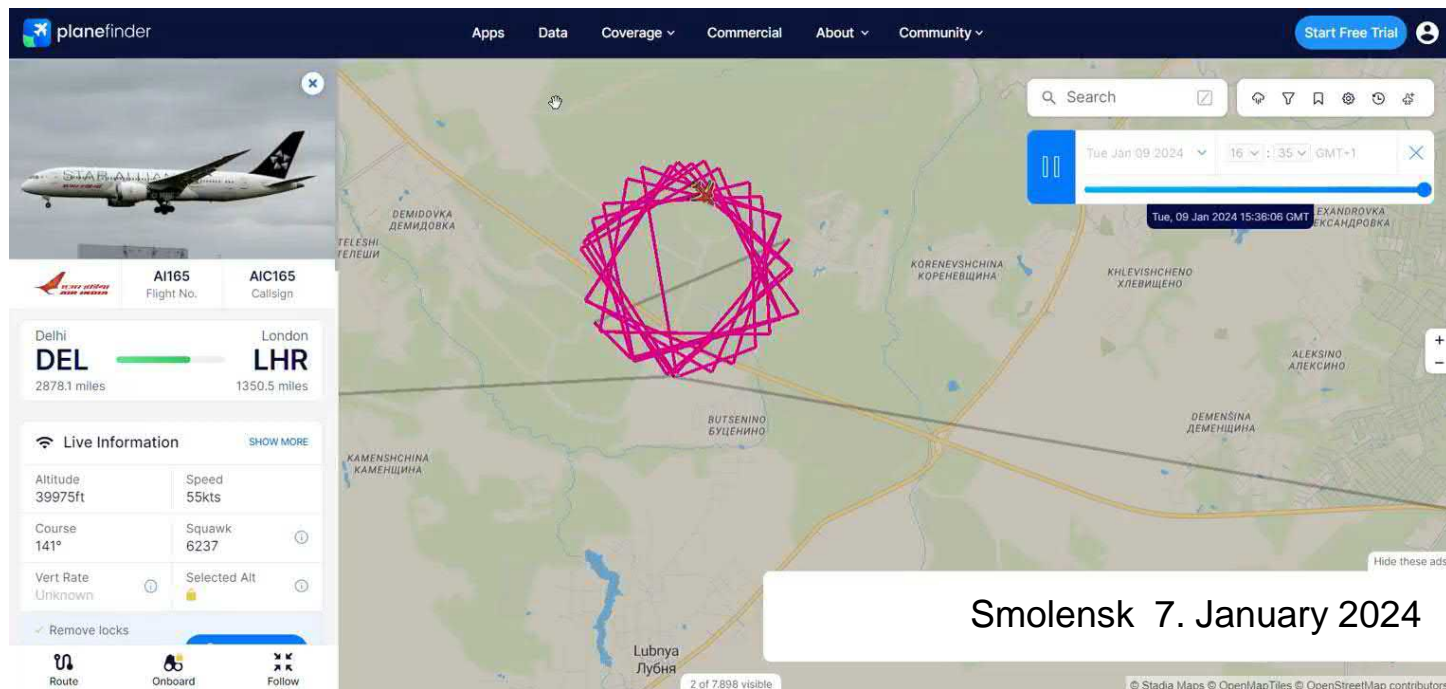 planefinder
Apps Data Coverage Commercial About Community
Start Free Trial
STAR ALLIANCE
Search
Tue Jan 09 2024 16 : 35 GMT+1
Tue, 09 Jan 2024 15:36:06 GMT
EXANDROVKA
ЕКСАНДРОВКА
DEMIDOVKA
ДЕМИДОВКА
TELESHI
ТЕЛЕШИ
KORENEVSHCHINA
КОРЕНЕВЩИНА
KHLEVISHCHENO
ХЛЕВИЩЕНО
AIR INDIA
AI165
Flight No.
AIC165
Callsign
Delhi
DEL
2878.1 miles
London
LHR
1350.5 miles
ALEKSINO
АЛЕКСИНО
BUTSENINO
БУЦЕНИНО
DEMENŠINA
ДЕМЕНЩИНА
KAMENSHCHINA
КАМЕНЩИНА
Live Information SHOW MORE
Altitude
39975ft
Speed
55kts
Course
141°
Squawk
6237
Vert Rate
Unknown
Selected Alt
Remove locks
Hide these ads
Smolensk 7. January 2024
Lubnya
Лубня
Route Onboard Follow
2 of 7.898 visible
© Stadia Maps © OpenMapTiles © OpenStreetMap contributors